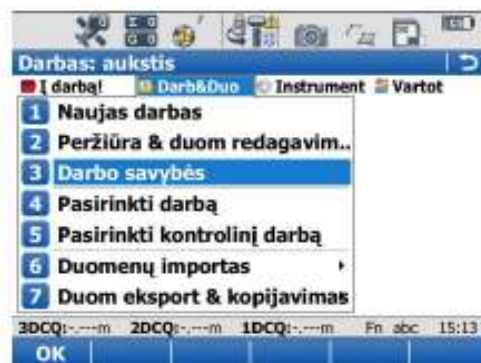 Darbas: aukstis
Į darbą! Darb&Duo Instrument Vartot
1 Naujas darbas
2 Peržiūra & duom redagavim..
3 Darbo savybės
4 Pasirinkti darbą
5 Pasirinkti kontrolinį darbą
6 Duomenų importas
7 Duom eksport & kopijavimas
3DCQ:-.---m 2DCQ:-.---m 1DCQ:-.---m Fn abc 15:13
OK